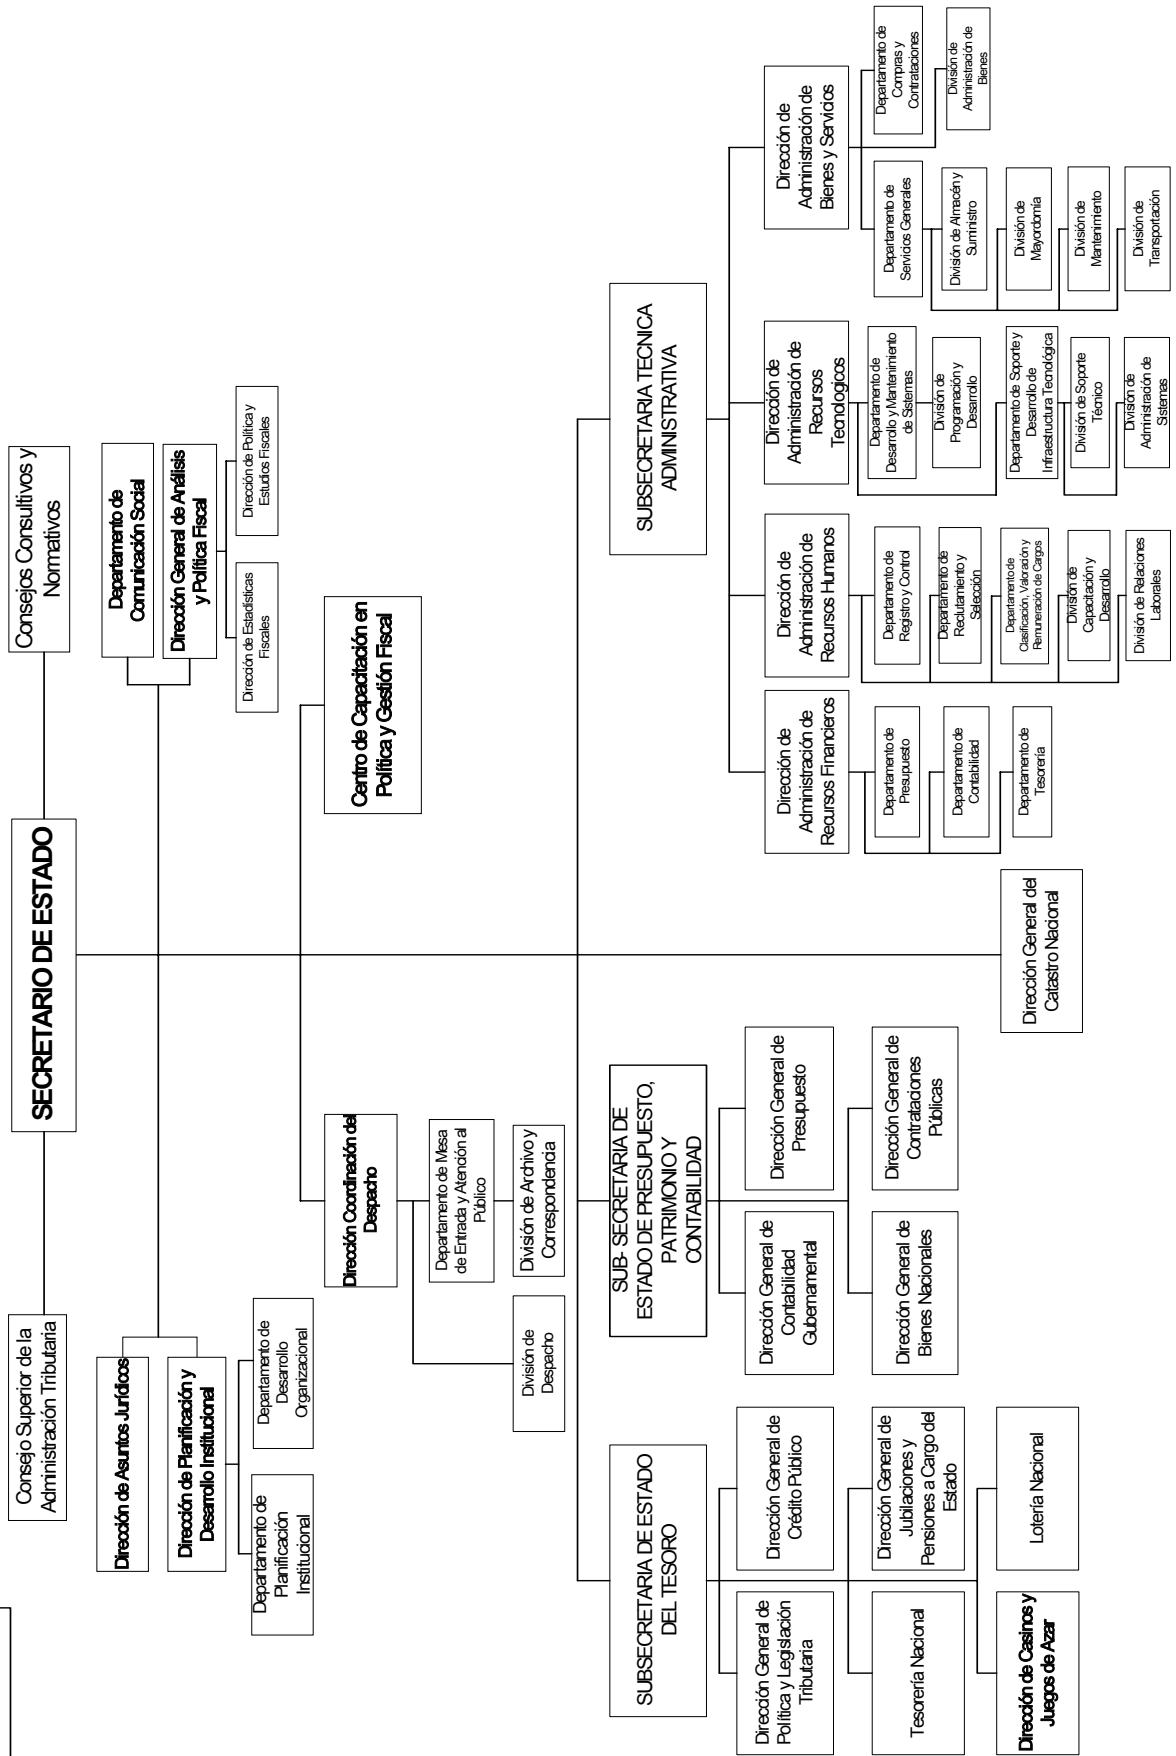 Consejo Superior de la
Administración Tributaria
SECRETARIO DE ESTADO
Consejos Consultivos y
Normativos
Dirección de Asuntos Jurídicos
Departamento de
Comunicación Social
Dirección de Planificación y
Desarrollo Institucional
Dirección General de Análisis
y Política Fiscal
Departamento de
Planificación
Institucional
Departamento de
Desarrollo
Organizacional
Dirección de Estadísticas
Fiscales
Dirección de Política y
Estudios Fiscales
Dirección Coordinación del
Despacho
Centro de Capacitación en
Política y Gestión Fiscal
Departamento de Mesa
de Entrada y Atención al
Público
División de
Despacho
División de Archivo y
Correspondencia
SUBSECRETARIA DE ESTADO
DEL TESORO
SUB- SECRETARIA DE
ESTADO DE PRESUPUESTO,
PATRIMONIO Y
CONTABILIDAD
SUBSECRETARIA TECNICA
ADMINISTRATIVA
Dirección General de
Política y Legislación
Tributaria
Dirección General de
Crédito Público
Tesorería Nacional
Dirección General de
Jubilaciones y
Pensiones a Cargo del
Estado
Dirección de Casinos y
Juegos de Azar
Lotería Nacional
Dirección General de
Contabilidad
Gubernamental
Dirección General de
Presupuesto
Dirección General de
Bienes Nacionales
Dirección General de
Contrataciones
Públicas
Dirección General del
Catastro Nacional
Dirección de
Administración de
Recursos Financieros
Departamento de
Presupuesto
Departamento de
Contabilidad
Departamento de
Tesorería
Dirección de
Administración de
Recursos Humanos
Departamento de
Registro y Control
Departamento de
Reclutamiento y
Selección
Departamento de
Clasificación, Valoración y
Remuneración de Cargos
División de
Capacitación y
Desarrollo
División de Relaciones
Laborales
Dirección de
Administración de
Recursos
Tecnologicos
Departamento de
Desarrollo y Mantenimiento
de Sistemas
División de
Programación y
Desarrollo
Departamento de Soporte y
Desarrollo de
Infraestructura Tecnológica
División de Soporte
Técnico
División de
Administración de
Sistemas
Dirección de
Administración de
Bienes y Servicios
Departamento de
Servicios Generales
División de Almacén y
Suministro
División de
Mayordomía
División de
Mantenimiento
División de
Transportación
Departamento de
Compras y
Contrataciones
División de
Administración de
Bienes